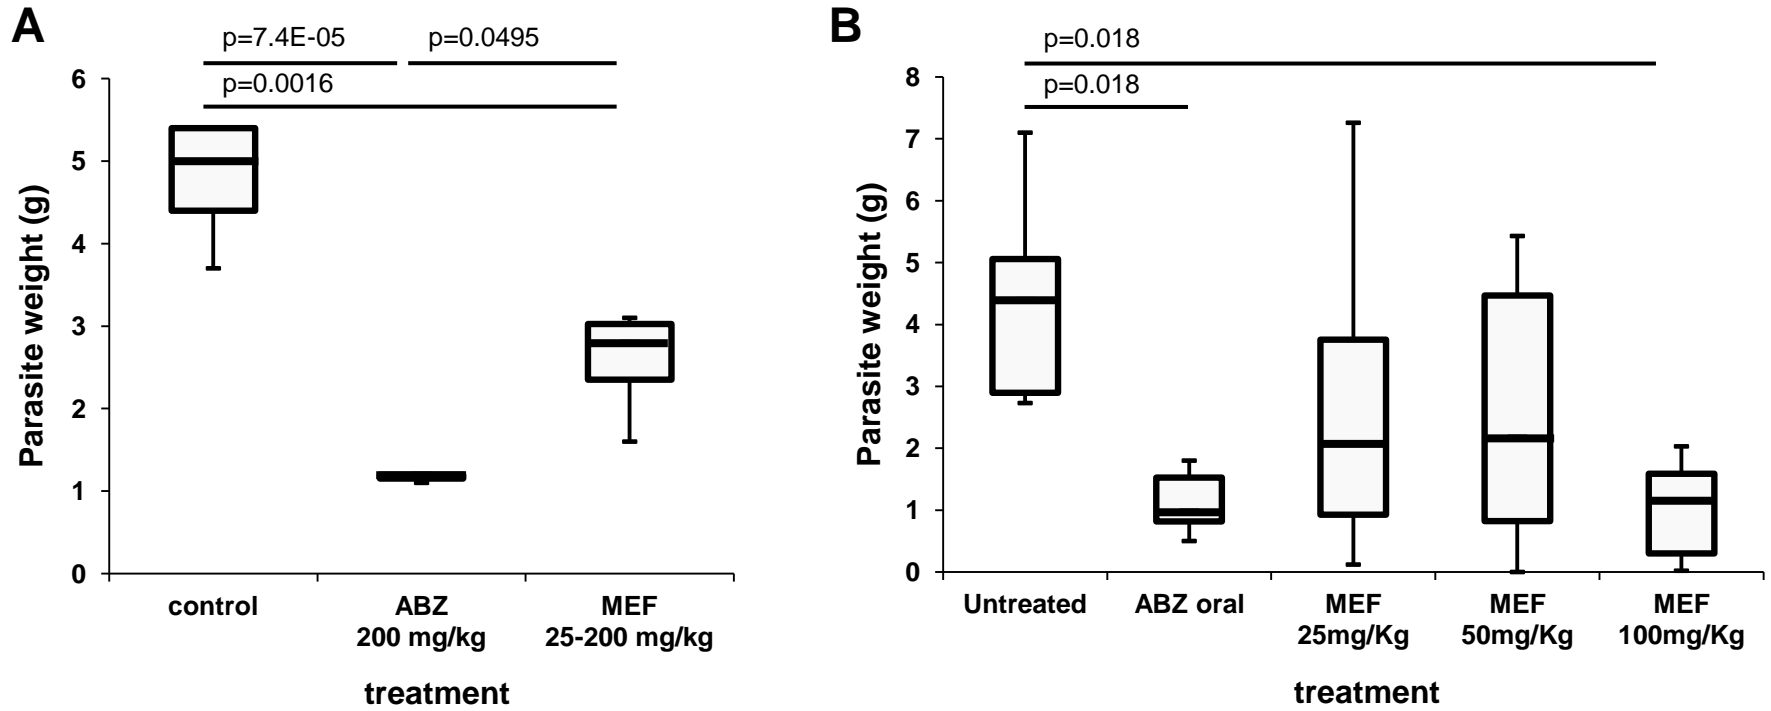 A
p=7.4E-05 p=0.0495
p=0.0016
6
5
4
3
2
1
0
Parasite weight (g)
control ABZ MEF
200 mg/kg 25-200 mg/kg
treatment
B
p=0.018
p=0.018
8
7
6
5
4
3
2
1
0
Parasite weight (g)
Untreated ABZ oral MEF MEF MEF
25mg/Kg 50mg/Kg 100mg/Kg
treatment